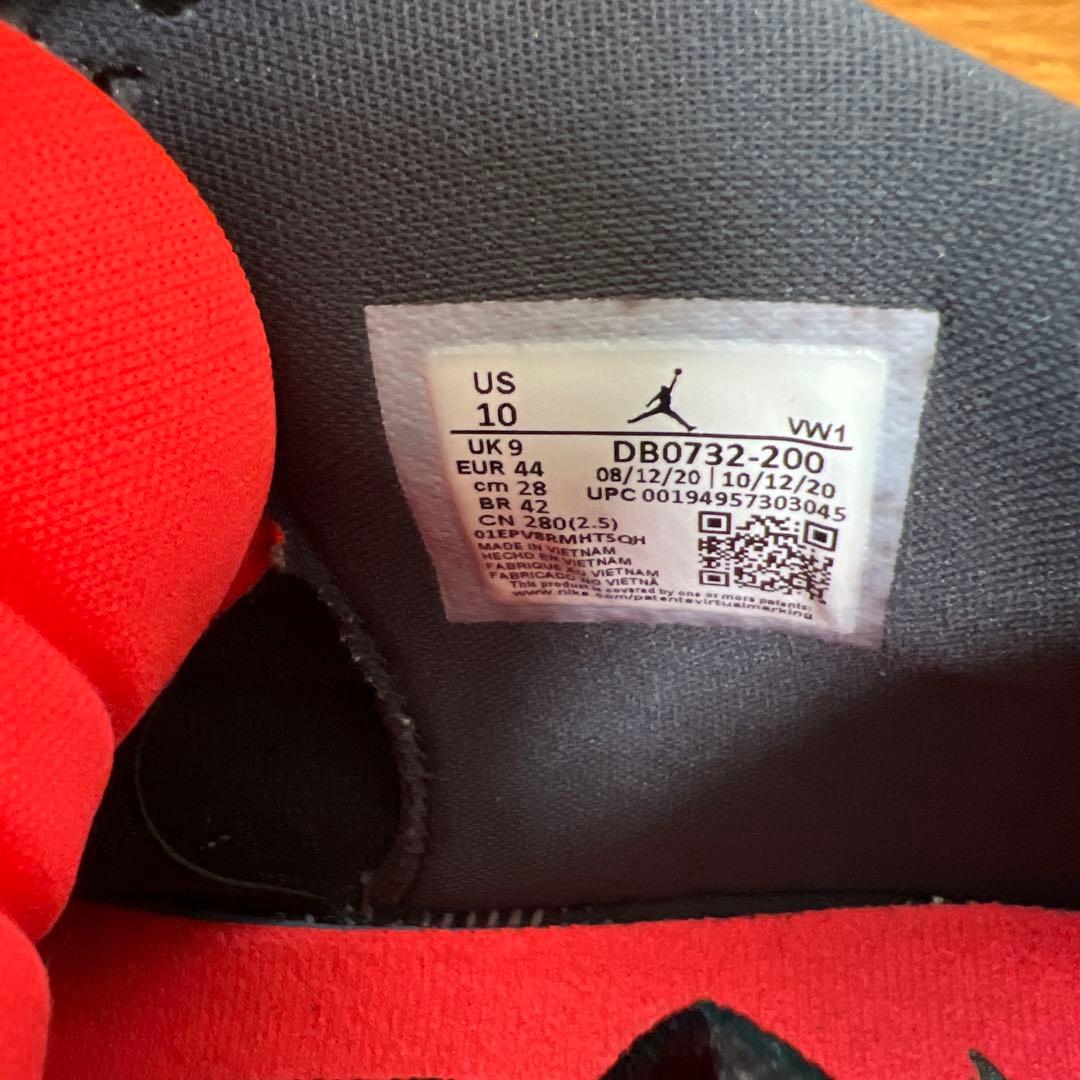 US
10
VW1
UK 9
EUR 44
cm 28
BR 42
CN 280(2.5)
DB0732-200
08/12/20 | 10/12/20
UPC 00194957303045
01EPVBRMHT5QH
MADE IN VIETNAM
HECHO EN VIETNAM
FABRIQUE AU VIETNAM
FABRICADO NO VIETNÃ
This product is covered by one or more patents:
www.nike.com/patentsvirtualmarking